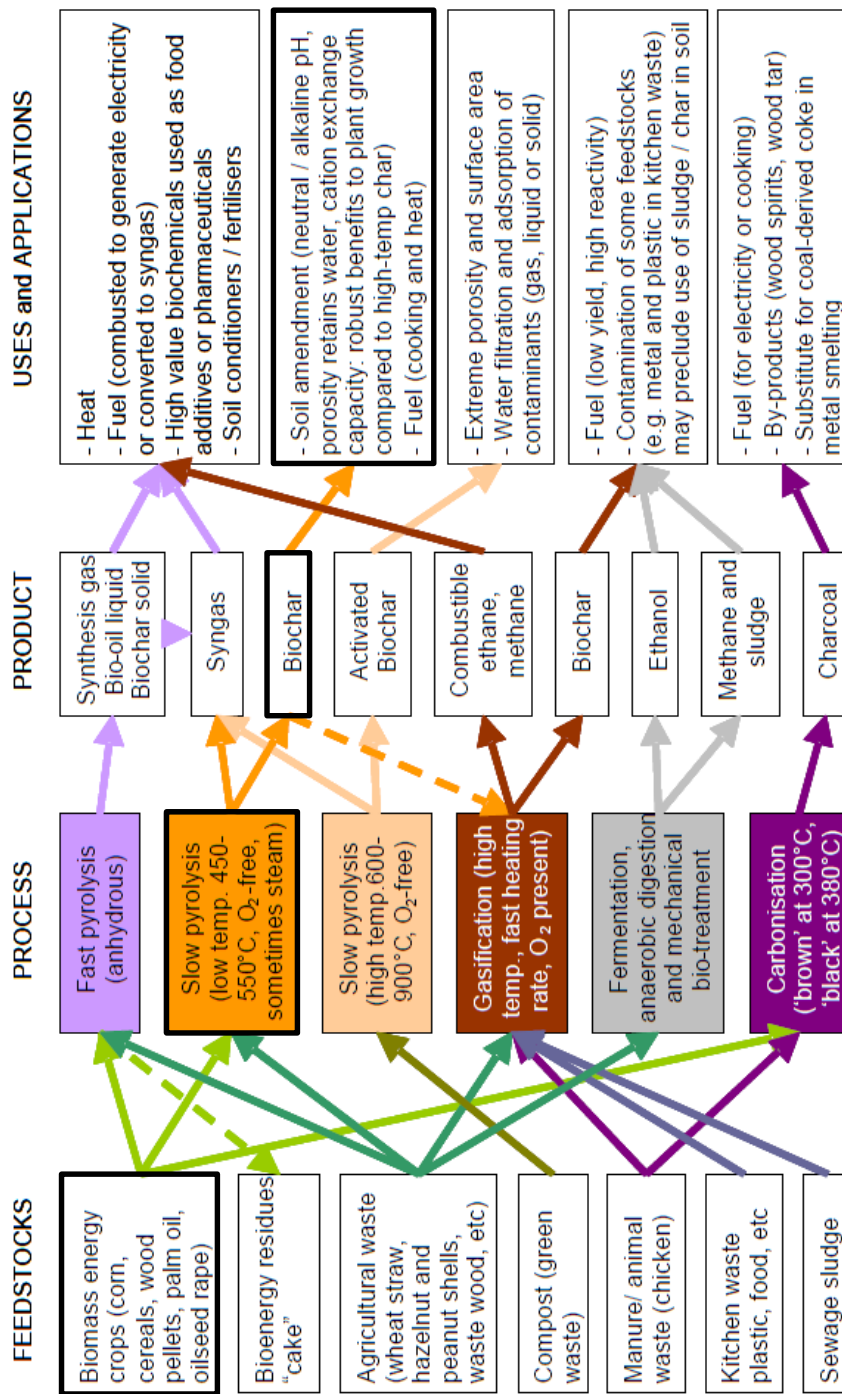 FEEDSTOCKS
Biomass energy
crops (corn,
cereals, wood
pellets, palm oil,
oilseed rape)
Bioenergy residues
“cake”
Agricultural waste
(wheat straw,
hazelnut and
peanut shells,
waste wood, etc)
Compost (green
waste)
Manure/ animal
waste (chicken)
Kitchen waste
plastic, food, etc
Sewage sludge
PROCESS
Fast pyrolysis
(anhydrous)
Slow pyrolysis
(low temp. 450-
550°C, O₂-free,
sometimes steam)
Slow pyrolysis
(high temp.600-
900°C, O₂-free)
Gasification (high
temp., fast heating
rate, O₂ present)
Fermentation,
anaerobic digestion
and mechanical
bio-treatment
Carbonisation
(‘brown’ at 300°C,
‘black’ at 380°C)
PRODUCT
Synthesis gas
Bio-oil liquid
Biochar solid
Syngas
Biochar
Activated
Biochar
Combustible
ethane,
methane
Biochar
Ethanol
Methane and
sludge
Charcoal
USES and APPLICATIONS
- Heat
- Fuel (combusted to generate electricity
or converted to syngas)
- High value biochemicals used as food
additives or pharmaceuticals
- Soil conditioners / fertilisers
- Soil amendment (neutral / alkaline pH,
porosity retains water, cation exchange
capacity: robust benefits to plant growth
compared to high-temp char)
- Fuel (cooking and heat)
- Extreme porosity and surface area
- Water filtration and adsorption of
contaminants (gas, liquid or solid)
- Fuel (low yield, high reactivity)
- Contamination of some feedstocks
(e.g. metal and plastic in kitchen waste)
may preclude use of sludge / char in soil
- Fuel (for electricity or cooking)
- By-products (wood spirits, wood tar)
- Substitute for coal-derived coke in
metal smelting